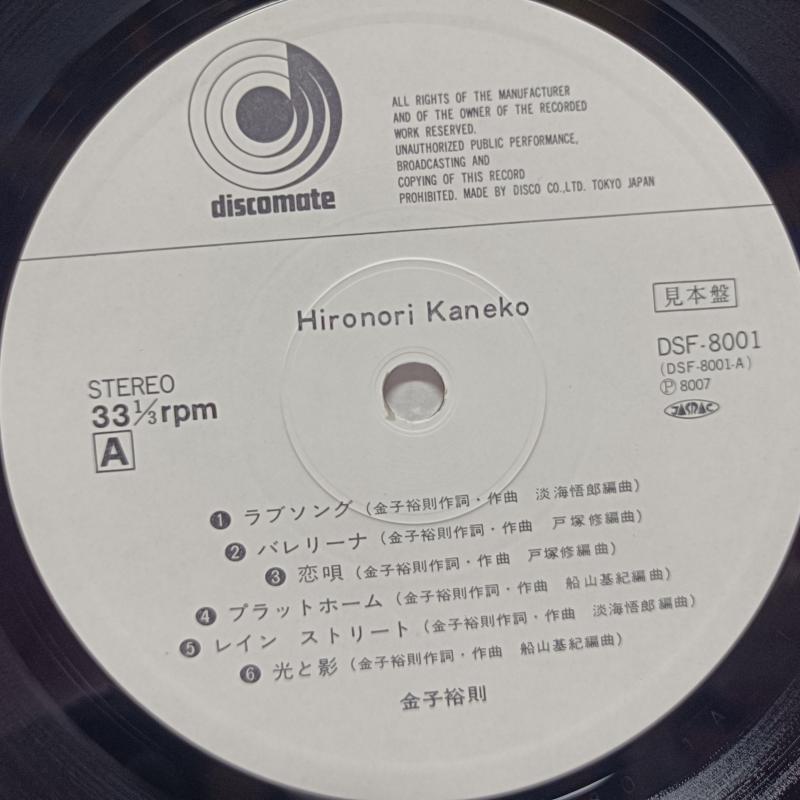 discomate
ALL RIGHTS OF THE MANUFACTURER
AND OF THE OWNER OF THE RECORDED
WORK RESERVED.
UNAUTHORIZED PUBLIC PERFORMANCE,
BROADCASTING AND
COPYING OF THIS RECORD
PROHIBITED. MADE BY DISCO CO.,LTD. TOKYO JAPAN
Hironori Kaneko
見本盤
DSF-8001
(DSF-8001-A)
Ⓟ 8007
JASRAC
STEREO
33⅓rpm
A
❶ ラブソング (金子裕則作詞・作曲 淡海悟郎編曲)
❷ バレリーナ (金子裕則作詞・作曲 戸塚修編曲)
❸ 恋唄 (金子裕則作詞・作曲 戸塚修編曲)
❹ プラットホーム (金子裕則作詞・作曲 船山基紀編曲)
❺ レイン ストリート (金子裕則作詞・作曲 淡海悟郎編曲)
❻ 光と影 (金子裕則作詞・作曲 船山基紀編曲)
金子裕則